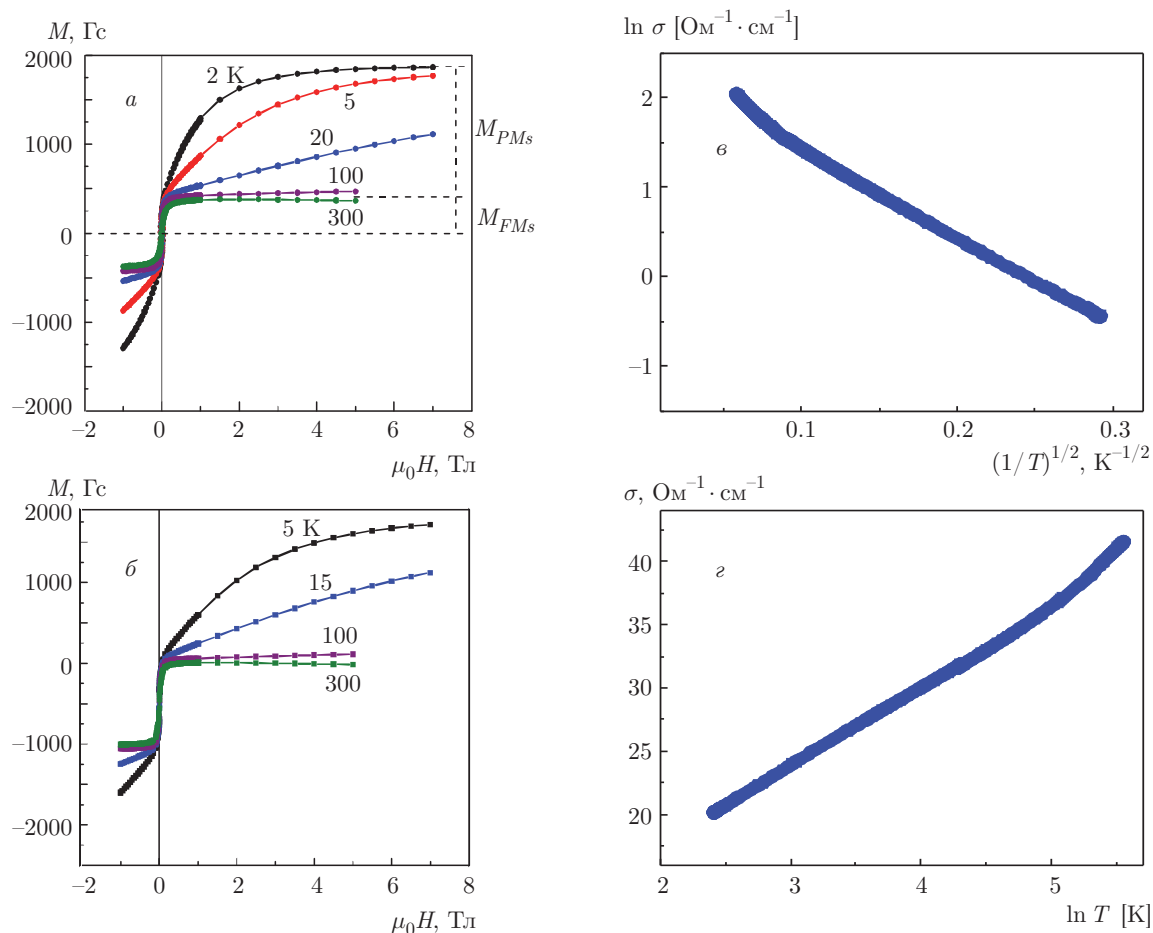 M, Гс
2000
1000
0
−1000
−2000
−2
0
2
4
6
8
μ₀H, Тл
а
2 K
5
20
100
300
M_PMs
M_FMs
ln σ [Ом⁻¹ · см⁻¹]
2
1
0
−1
0.1
0.2
0.3
(1/T)^1/2, K^−1/2
в
M, Гс
2000
1000
0
−1000
−2000
−2
0
2
4
6
8
μ₀H, Тл
б
5 K
15
100
300
σ, Ом⁻¹ · см⁻¹
40
35
30
25
20
2
3
4
5
ln T [K]
г